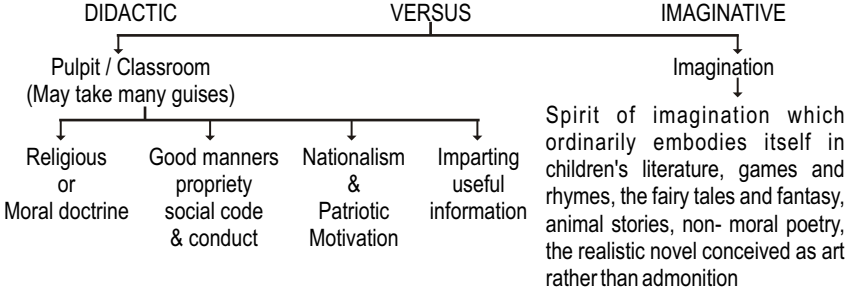 DIDACTIC VERSUS IMAGINATIVE
Pulpit / Classroom
(May take many guises)
Religious
or
Moral doctrine
Good manners
propriety
social code
& conduct
Nationalism
&
Patriotic
Motivation
Imparting
useful
information
Imagination
Spirit of imagination which
ordinarily embodies itself in
children's literature, games and
rhymes, the fairy tales and fantasy,
animal stories, non- moral poetry,
the realistic novel conceived as art
rather than admonition